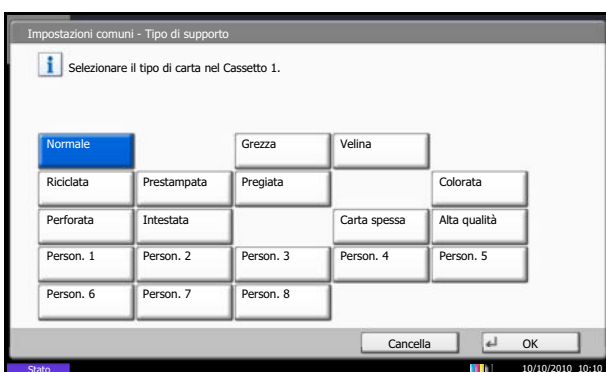 Impostazioni comuni - Tipo di supporto
Selezionare il tipo di carta nel Cassetto 1.
Normale Grezza Velina
Riciclata Prestampata Pregiata Colorata
Perforata Intestata Carta spessa Alta qualità
Person. 1 Person. 2 Person. 3 Person. 4 Person. 5
Person. 6 Person. 7 Person. 8
Cancella OK
Stato 10/10/2010 10:10